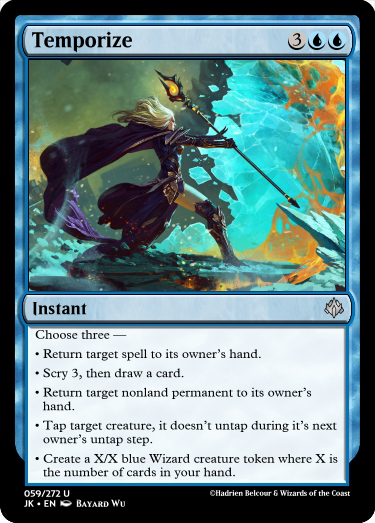 Temporize 3
Instant
Choose three —
• Return target spell to its owner's hand.
• Scry 3, then draw a card.
• Return target nonland permanent to its owner's
hand.
• Tap target creature, it doesn't untap during it's next
owner's untap step.
• Create a X/X blue Wizard creature token where X is
the number of cards in your hand.
059/272 U
JK • EN Bayard Wu
©Hadrien Belcour & Wizards of the Coast